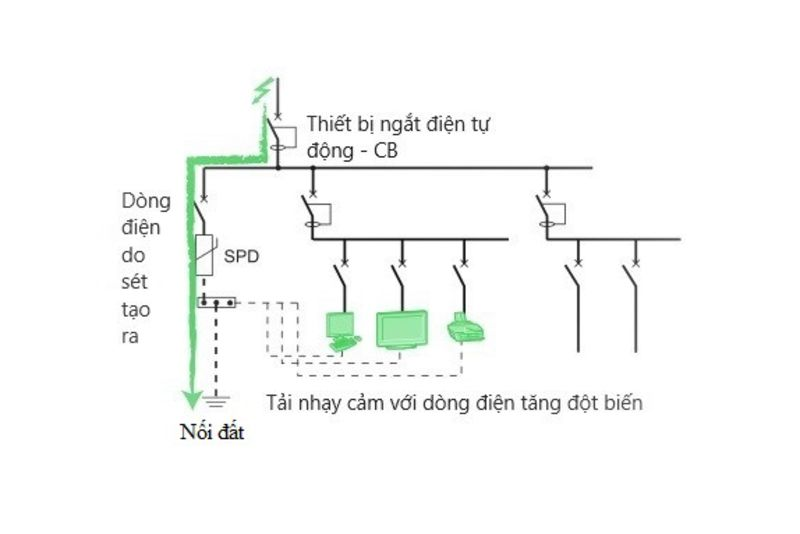 Thiết bị ngắt điện tự
động - CB
Dòng
điện
do
sét
tạo
ra
SPD
Tải nhạy cảm với dòng điện tăng đột biến
Nối đất